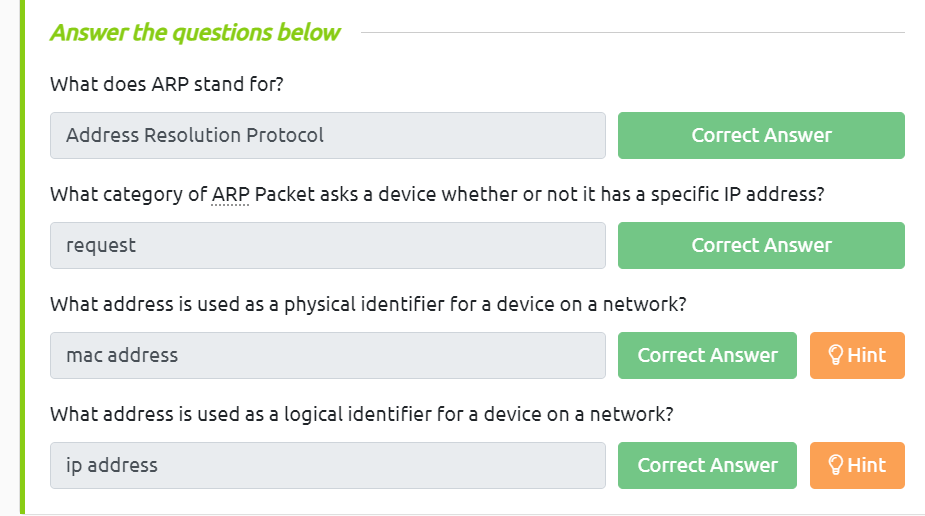 Answer the questions below
What does ARP stand for?
Address Resolution Protocol
Correct Answer
What category of ARP Packet asks a device whether or not it has a specific IP address?
request
Correct Answer
What address is used as a physical identifier for a device on a network?
mac address
Correct Answer
Hint
What address is used as a logical identifier for a device on a network?
ip address
Correct Answer
Hint